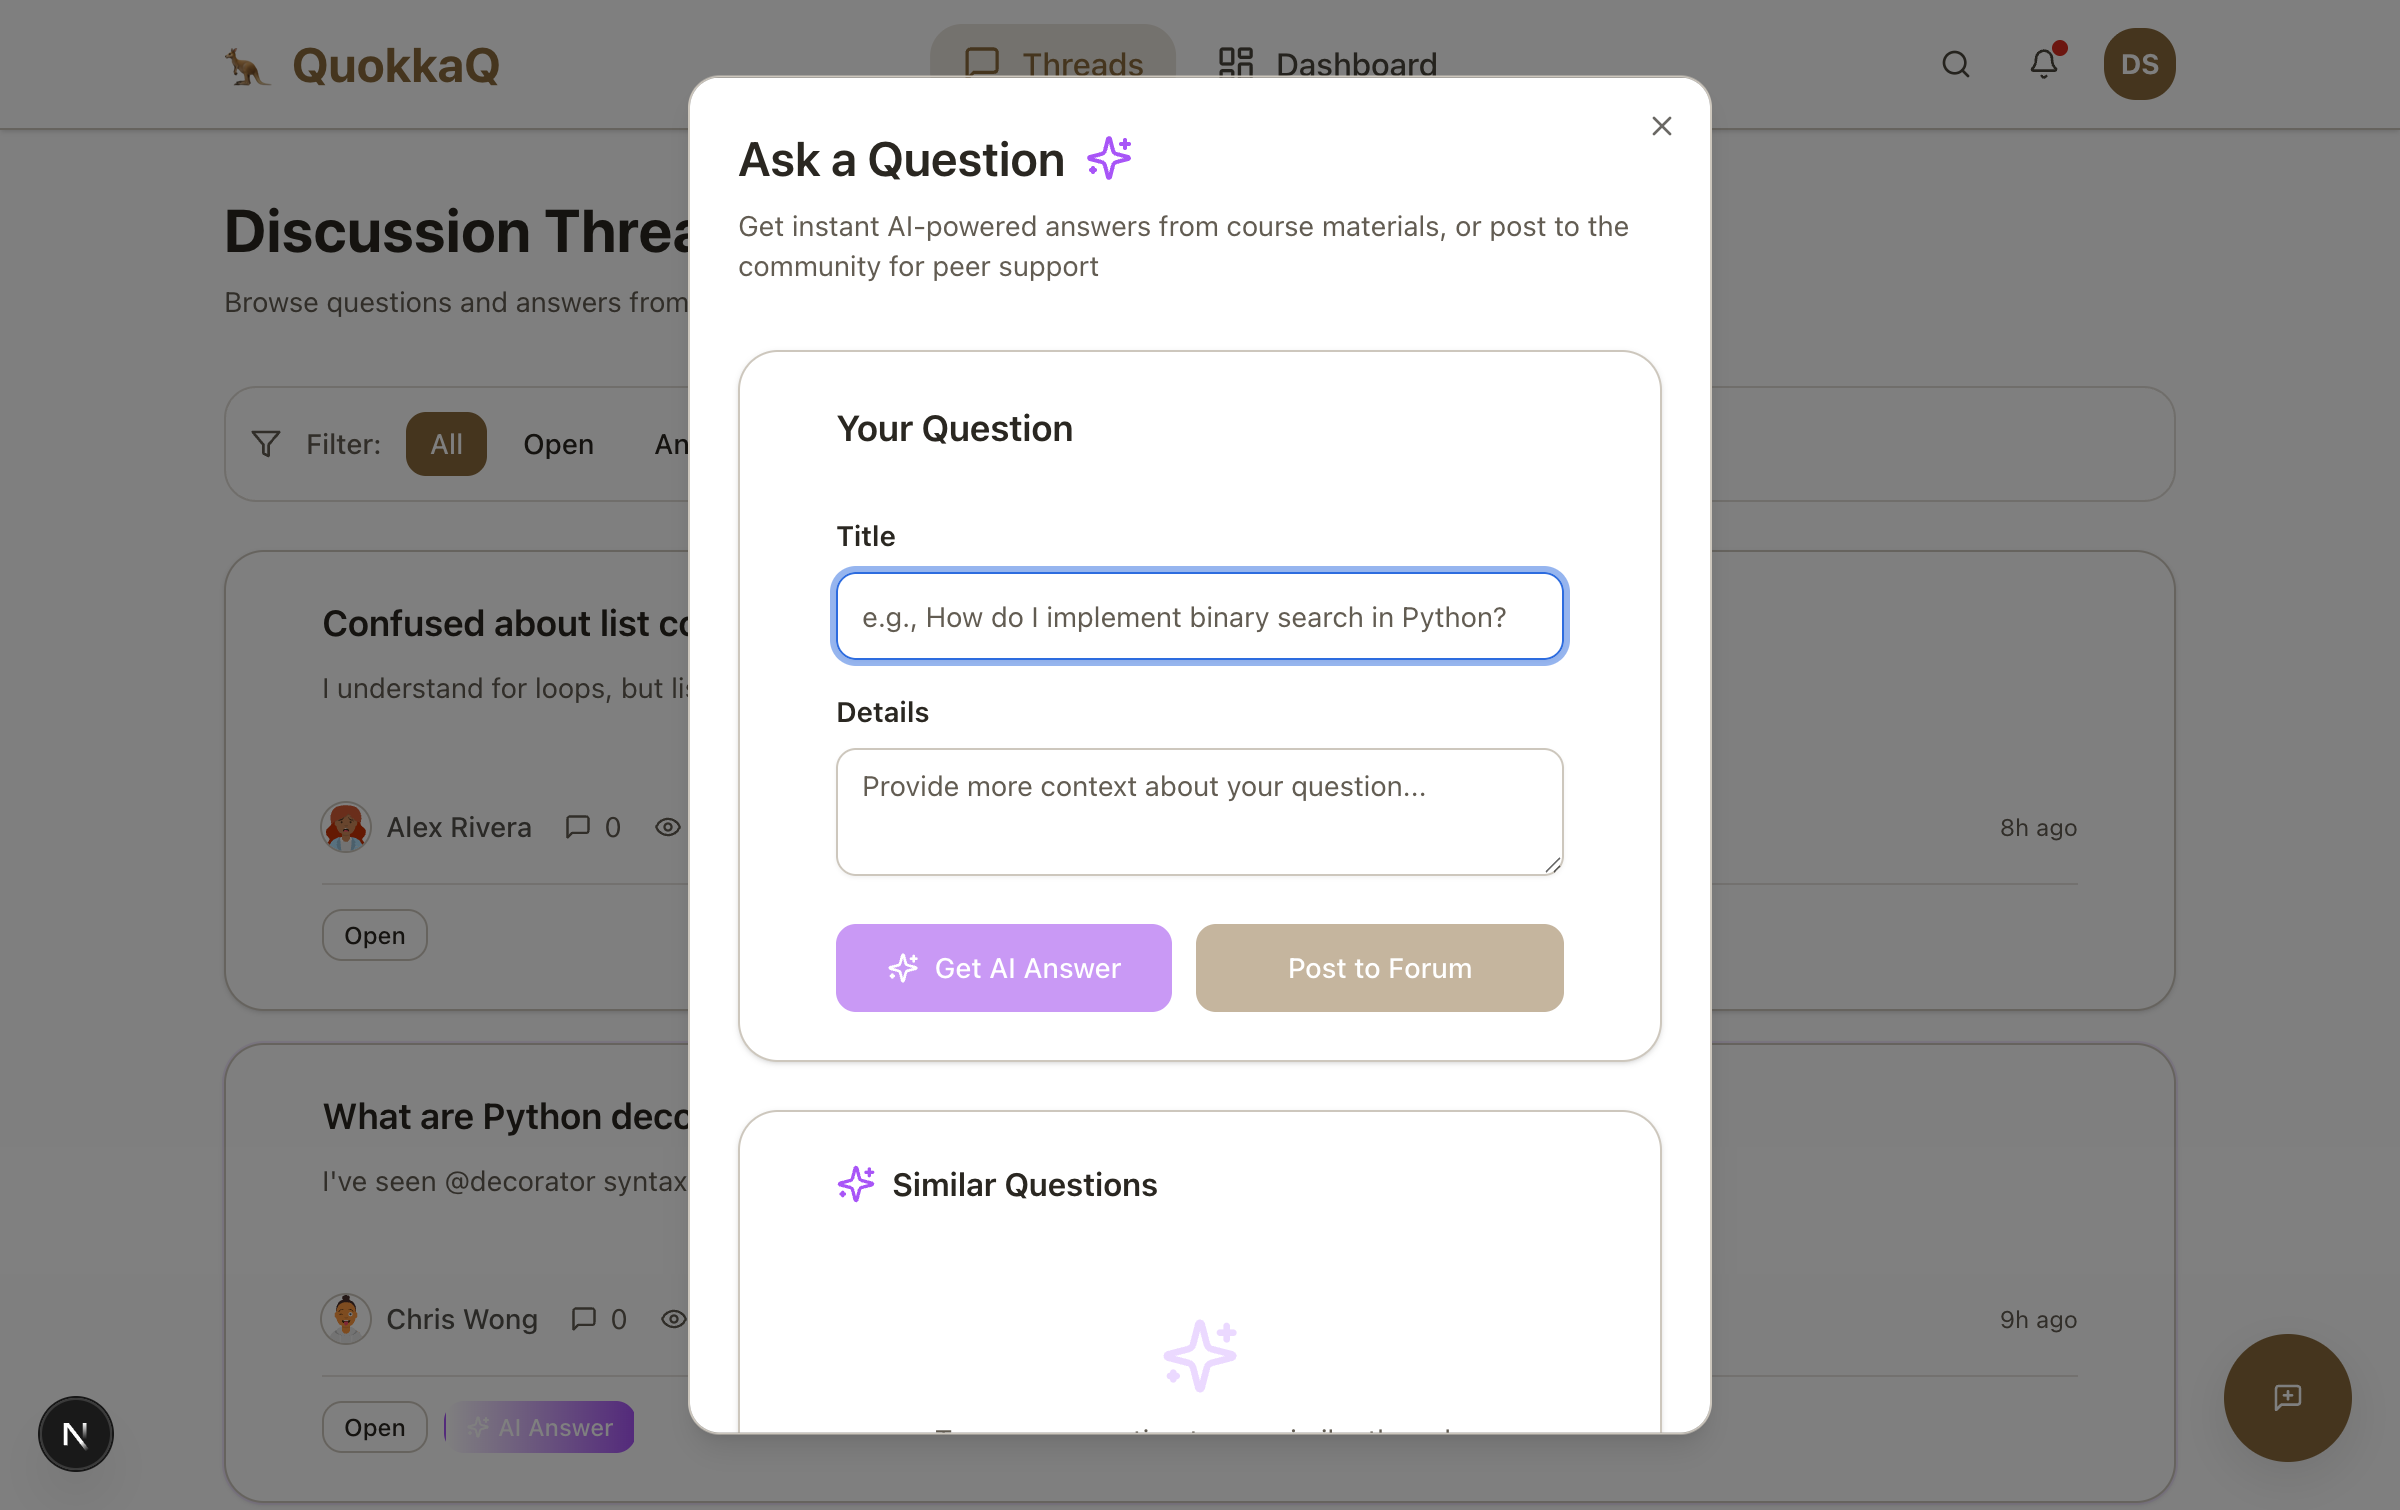 QuokkaQ
Threads
Dashboard
DS
Ask a Question
Get instant AI-powered answers from course materials, or post to the
community for peer support
Discussion Threa
Browse questions and answers from
Filter:
All
Open
An
Your Question
Title
e.g., How do I implement binary search in Python?
Details
Provide more context about your question...
Get AI Answer
Post to Forum
Confused about list co
I understand for loops, but lis
Alex Rivera
0
8h ago
Open
What are Python deco
I've seen @decorator syntax
Chris Wong
0
9h ago
Open
AI Answer
Similar Questions
N